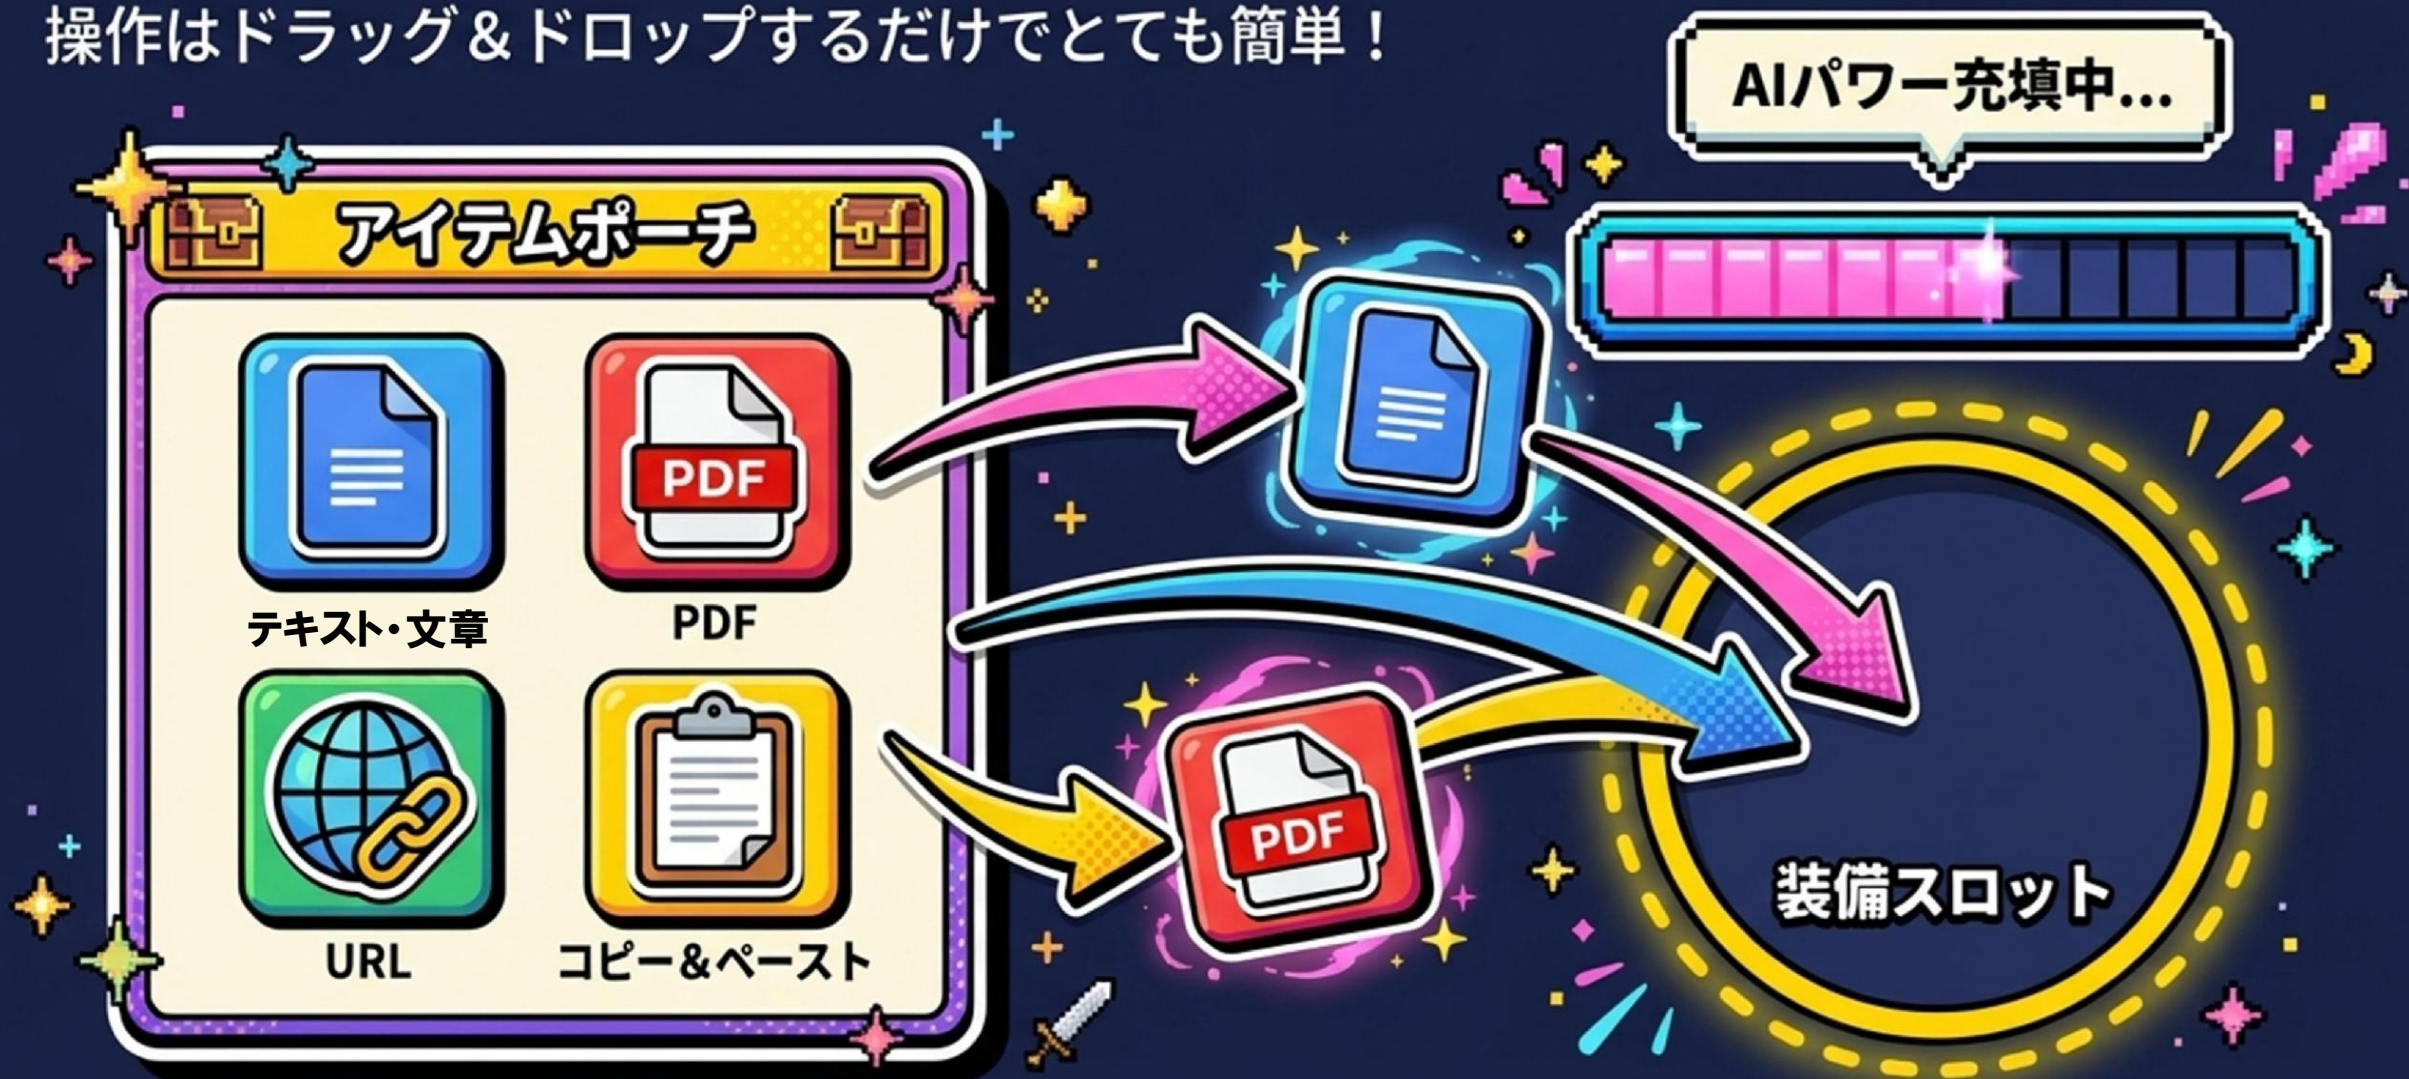 操作はドラッグ＆ドロップするだけでとても簡単！
AIパワー充填中...
アイテムポーチ
PDF
テキスト・文章
PDF
URL
コピー＆ペースト
PDF
装備スロット